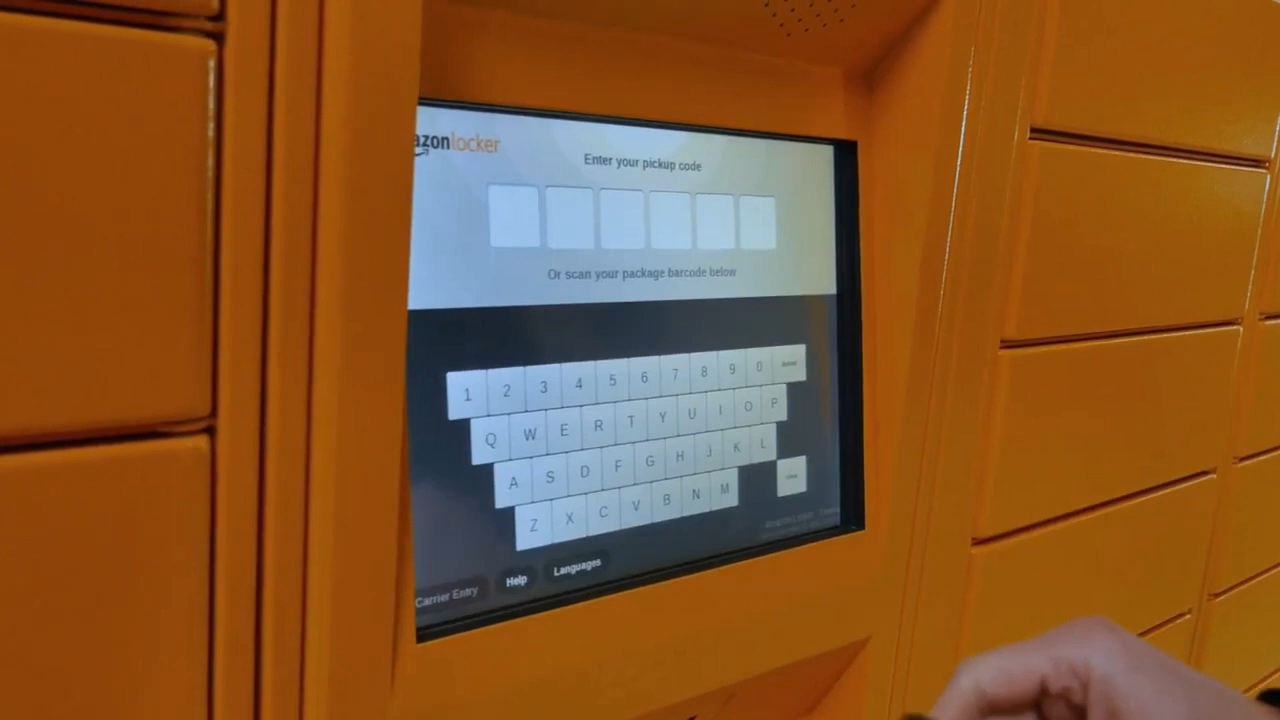 azonlocker
Enter your pickup code
Or scan your package barcode below
1 2 3 4 5 6 7 8 9 0
Q W E R T Y U I O P
A S D F G H J K L
Z X C V B N M
Carrier Entry Help Languages